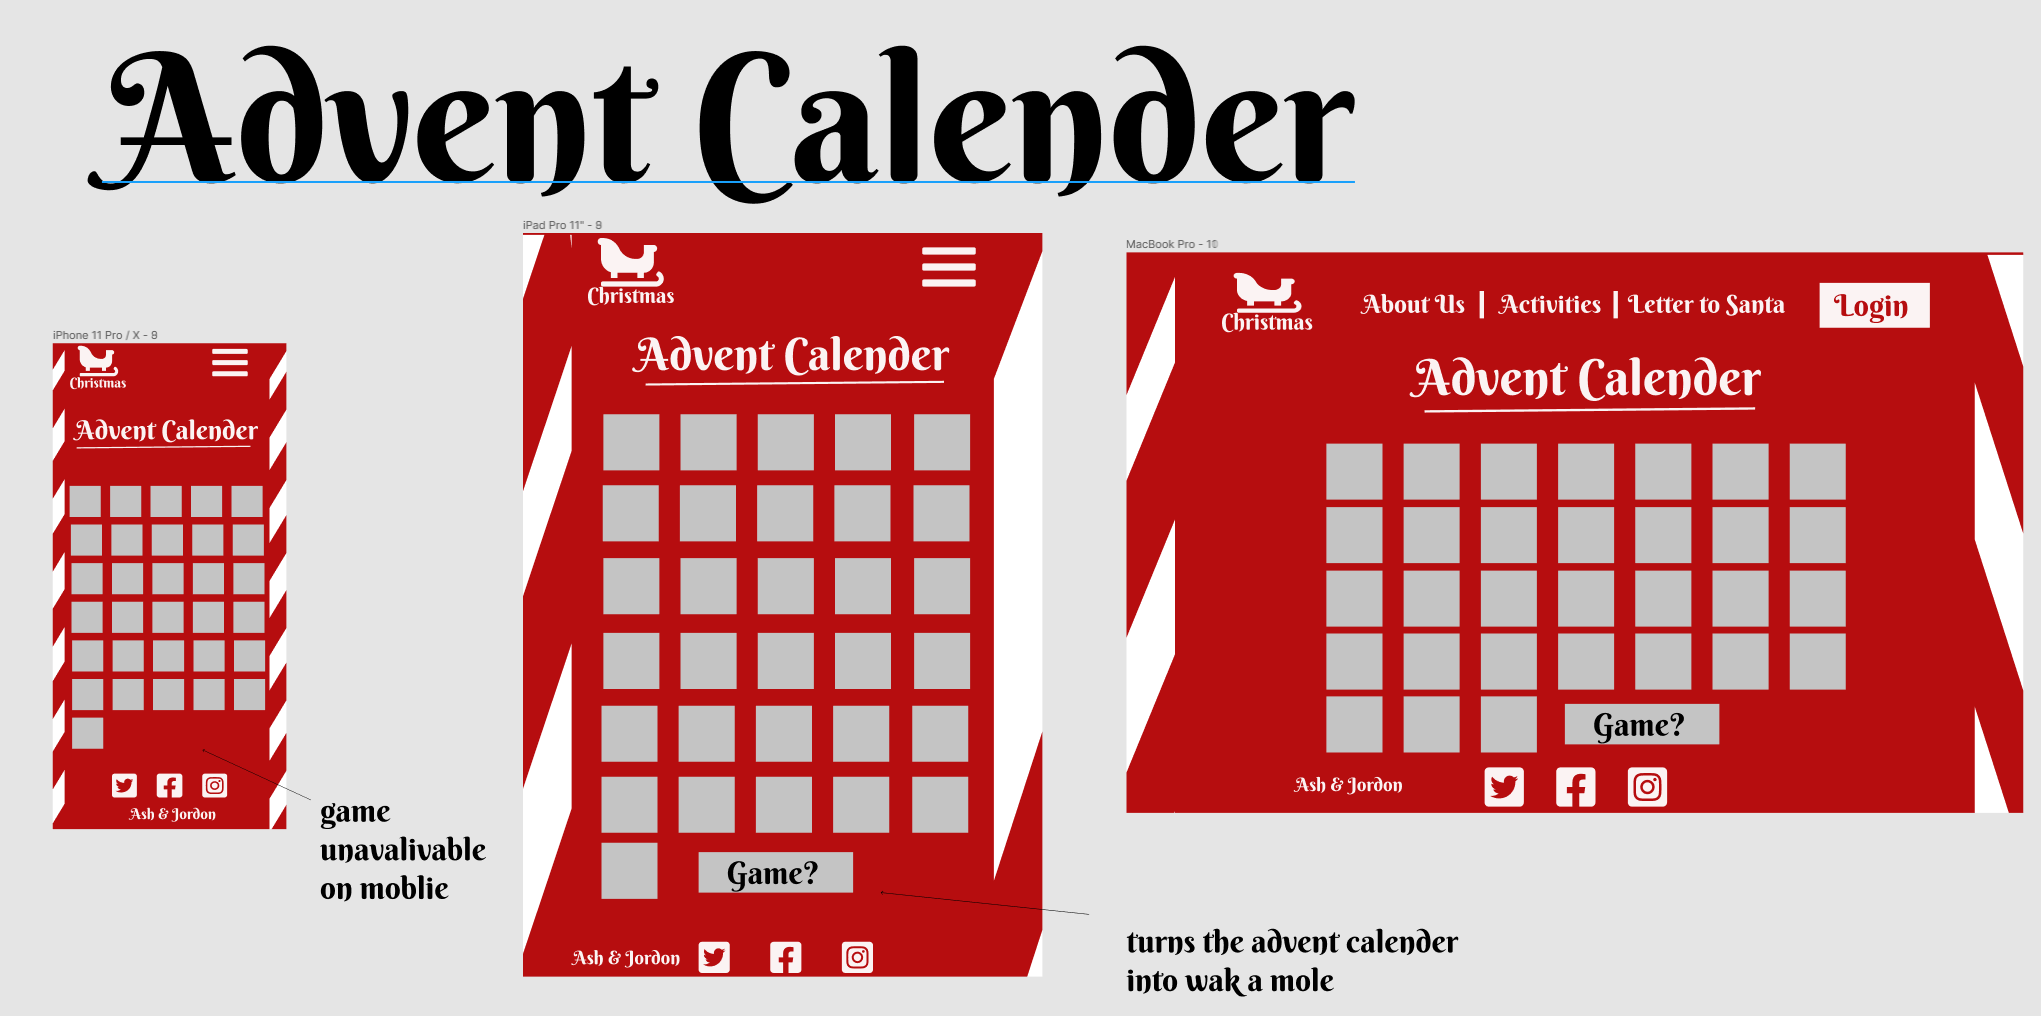 Advent Calender
iPhone 11 Pro / X - 9
Christmas
Advent Calender
Ash & Jordon
game
unavalivable
on moblie
iPad Pro 11" - 9
Christmas
Advent Calender
Game?
Ash & Jordon
MacBook Pro - 10
Christmas
About Us | Activities | Letter to Santa
Login
Advent Calender
Game?
Ash & Jordon
turns the advent calender
into wak a mole